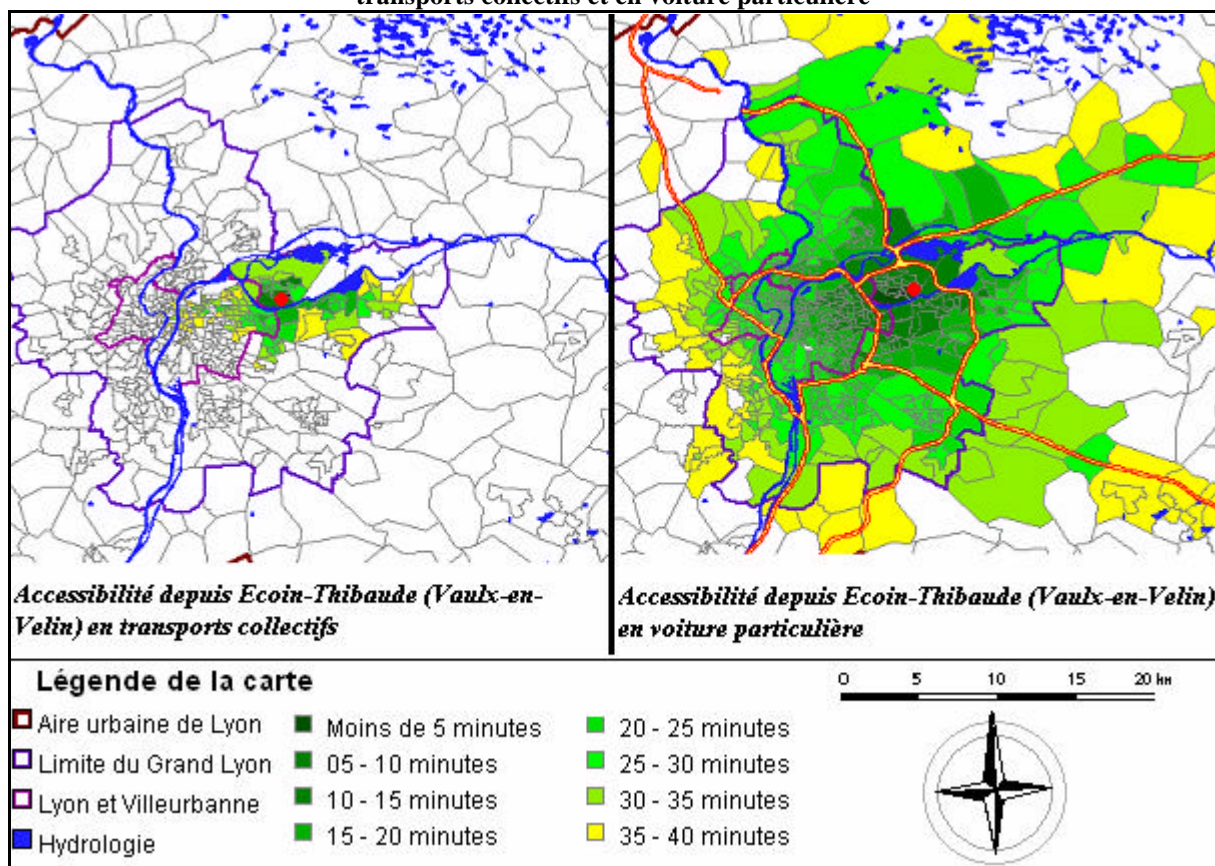 transports collectifs et en voiture particulière
Accessibilité depuis Ecoin-Thibaude (Vaulx-en-
Velin) en transports collectifs
Accessibilité depuis Ecoin-Thibaude (Vaulx-en-Velin)
en voiture particulière
Légende de la carte
Aire urbaine de Lyon
Limite du Grand Lyon
Lyon et Villeurbanne
Hydrologie
Moins de 5 minutes
05 - 10 minutes
10 - 15 minutes
15 - 20 minutes
20 - 25 minutes
25 - 30 minutes
30 - 35 minutes
35 - 40 minutes
0 5 10 15 20 km